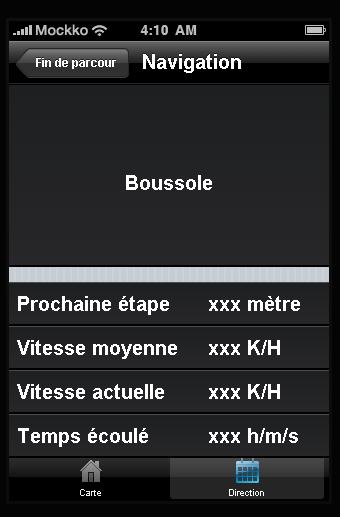 Mockko 4:10 AM
Fin de parcour Navigation
Boussole
Prochaine étape xxx mètre
Vitesse moyenne xxx K/H
Vitesse actuelle xxx K/H
Temps écoulé xxx h/m/s
Carte Direction